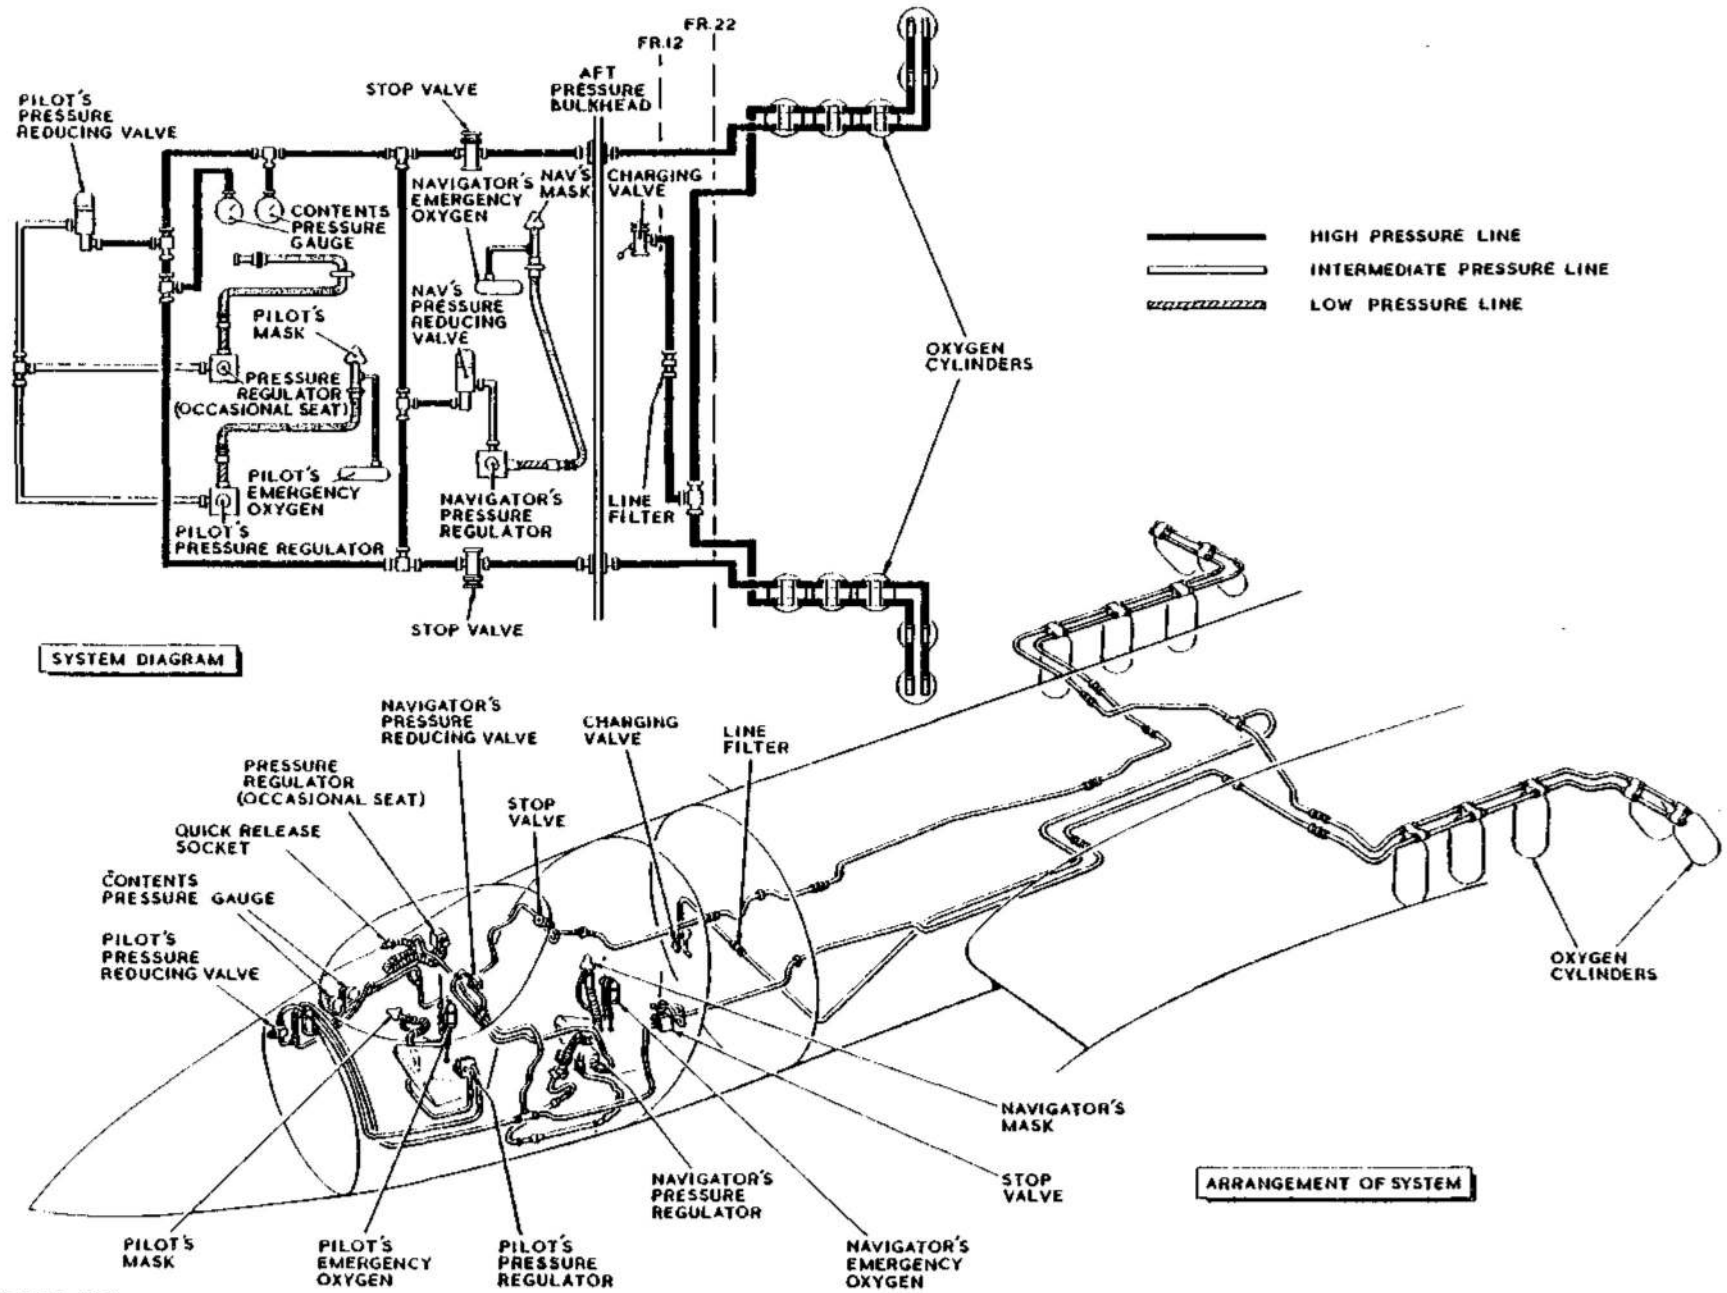 FR.22
FR.12
AFT
PRESSURE
BULKHEAD
STOP VALVE
PILOT'S
PRESSURE
REDUCING VALVE
NAVIGATOR'S
EMERGENCY
OXYGEN
NAV'S
MASK
CHARGING
VALVE
CONTENTS
PRESSURE
GAUGE
HIGH PRESSURE LINE
INTERMEDIATE PRESSURE LINE
LOW PRESSURE LINE
NAV'S
PRESSURE
REDUCING
VALVE
PILOT'S
MASK
OXYGEN
CYLINDERS
PRESSURE
REGULATOR
(OCCASIONAL SEAT)
PILOT'S
EMERGENCY
OXYGEN
NAVIGATOR'S
PRESSURE
REGULATOR
LINE
FILTER
PILOT'S
PRESSURE REGULATOR
STOP VALVE
SYSTEM DIAGRAM
NAVIGATOR'S
PRESSURE
REDUCING VALVE
CHARGING
VALVE
LINE
FILTER
PRESSURE
REGULATOR
(OCCASIONAL SEAT)
STOP
VALVE
QUICK RELEASE
SOCKET
CONTENTS
PRESSURE GAUGE
PILOT'S
PRESSURE
REDUCING VALVE
OXYGEN
CYLINDERS
NAVIGATOR'S
MASK
STOP
VALVE
NAVIGATOR'S
PRESSURE
REGULATOR
ARRANGEMENT OF SYSTEM
PILOT'S
MASK
PILOT'S
EMERGENCY
OXYGEN
PILOT'S
PRESSURE
REGULATOR
NAVIGATOR'S
EMERGENCY
OXYGEN